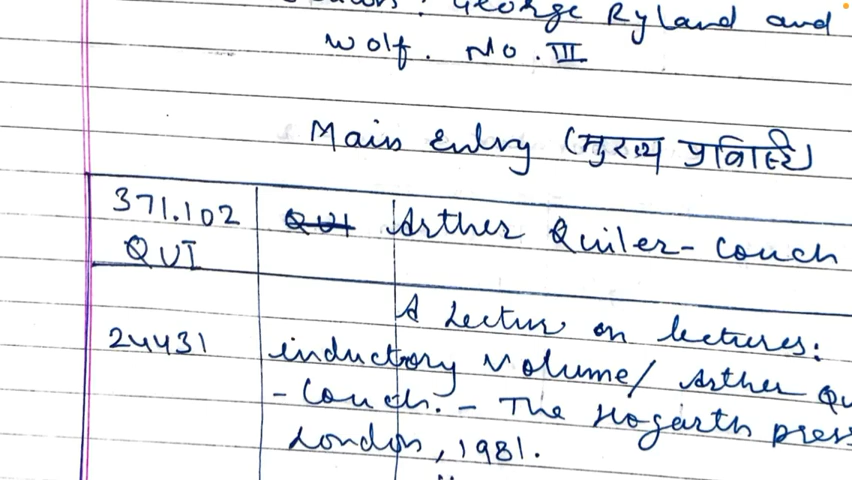 George Ryland and
Wolf. No. III
Main Entry (मुख्य प्रविष्टि)
371.102 QUI Arther Quiler-Couch
QUI
A Lectur on lectures:
24431 inductory Volume/ Arther Qu
-Couch. - The Hogarth press
London, 1981.